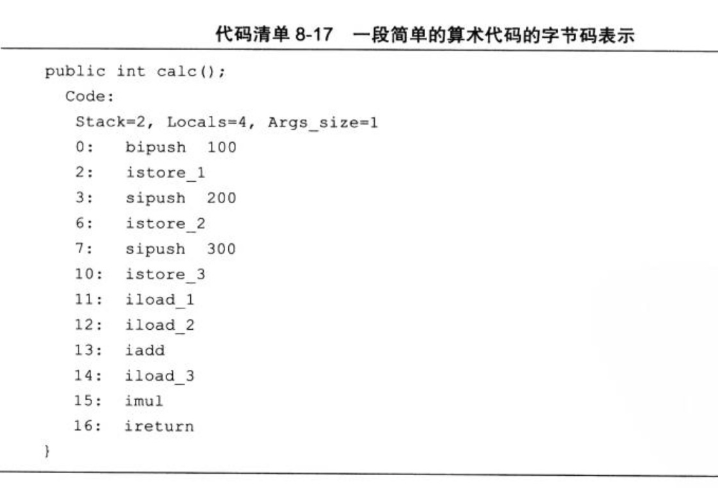 代码清单 8-17 一段简单的算术代码的字节码表示
public int calc();
Code:
Stack=2, Locals=4, Args_size=1
0: bipush 100
2: istore_1
3: sipush 200
6: istore_2
7: sipush 300
10: istore_3
11: iload_1
12: iload_2
13: iadd
14: iload_3
15: imul
16: ireturn
}